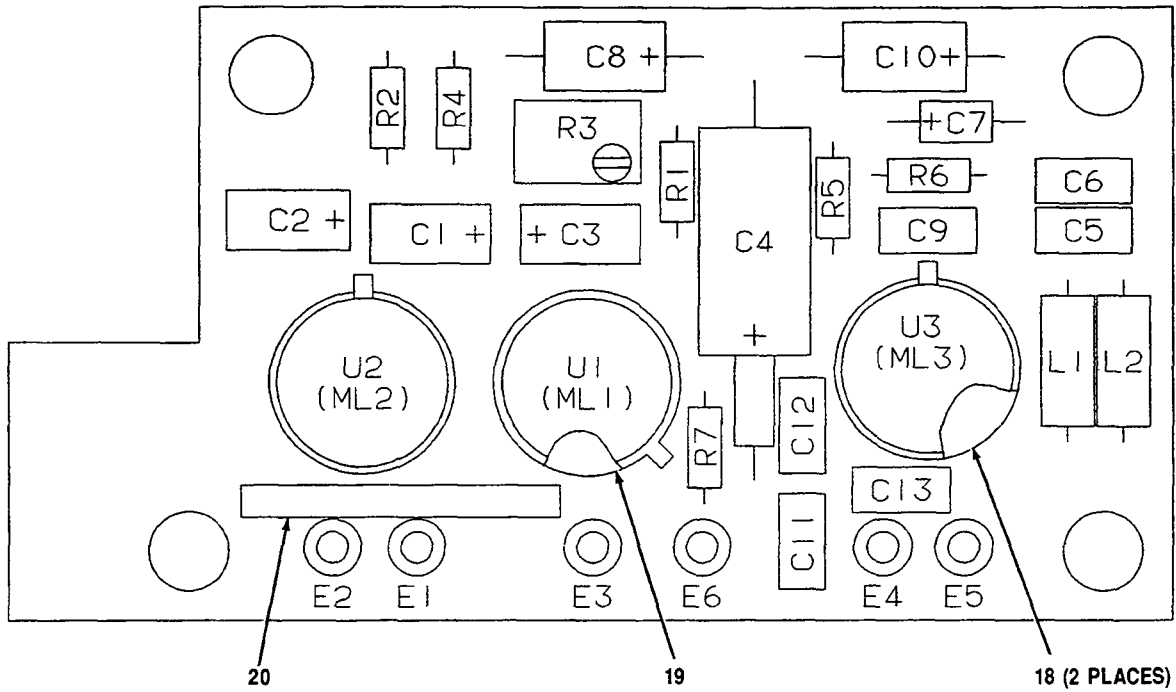 C8 +
C10+
R2
R4
R3
+C7
R1
R5
R6
C6
C2 +
C1 +
+ C3
C4
+
C9
C5
U2
(ML2)
U1
(ML1)
U3
(ML3)
L1
L2
R7
C12
C13
C11
E2
E1
E3
E6
E4
E5
20
19
18 (2 PLACES)